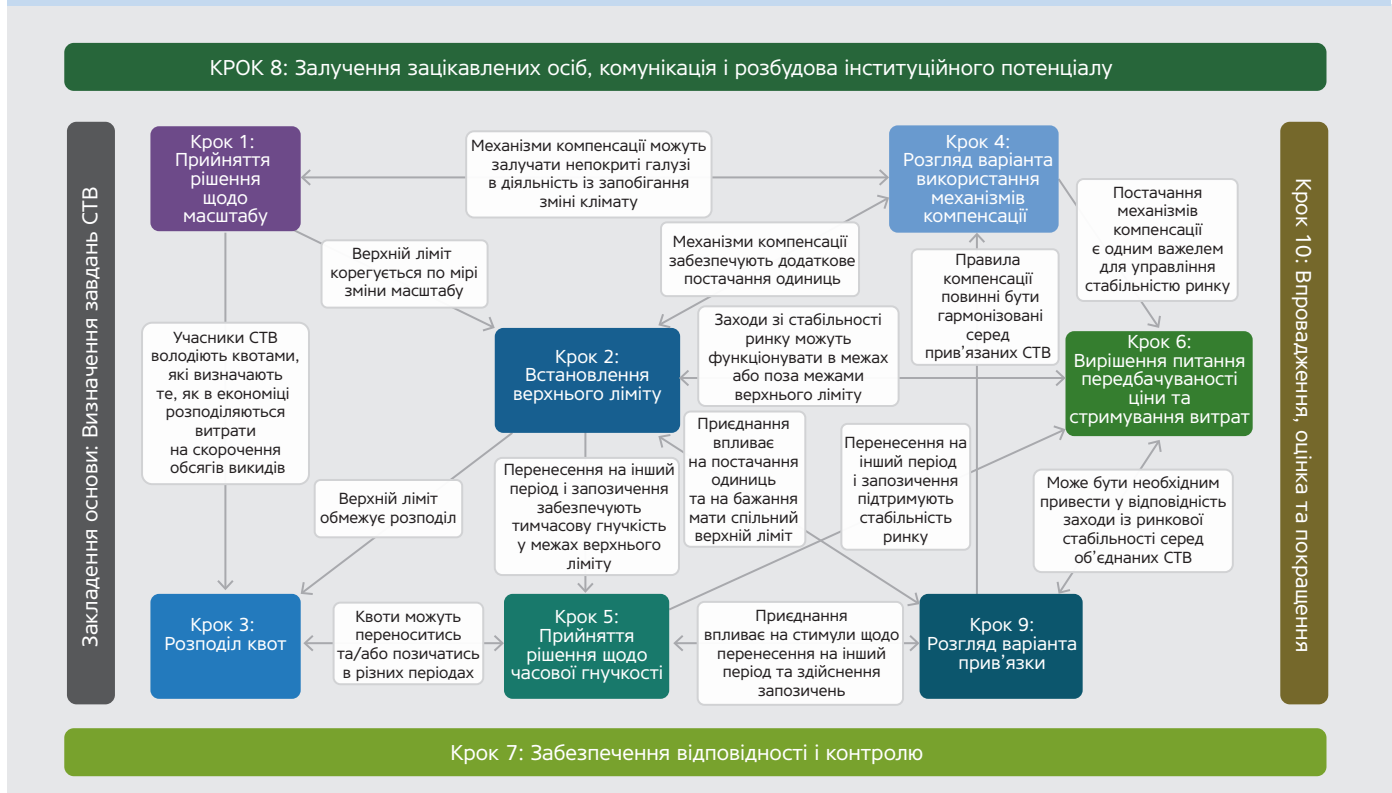 КРОК 8: Залучення зацікавлених осіб, комунікація і розбудова інституційного потенціалу
Закладення основи: Визначення завдань СТВ
Крок 1:
Прийняття
рішення
щодо
масштабу
Механізми компенсації можуть
залучати непокриті галузі
в діяльність із запобігання
зміні клімату
Крок 4:
Розгляд варіанта
використання
механізмів
компенсації
Постачання
механізмів
компенсації
є одним важелем
для управління
стабільністю ринку
Верхній ліміт
корегується по мірі
зміни масштабу
Механізми компенсації
забезпечують додаткове
постачання одиниць
Правила
компенсації
повинні бути
гармонізовані
серед
прив’язаних СТВ
Учасники СТВ
володіють квотами,
які визначають
те, як в економіці
розподіляються
витрати
на скорочення
обсягів викидів
Крок 2:
Встановлення
верхнього ліміту
Заходи зі стабільності
ринку можуть
функціонувати в межах
або поза межами
верхнього ліміту
Крок 6:
Вирішення питання
передбачуваності
ціни та
стримування витрат
Верхній ліміт
обмежує розподіл
Перенесення на інший
період і запозичення
забезпечують
тимчасову гнучкість
у межах верхнього
ліміту
Приєднання
впливає
на постачання
одиниць
та на бажання
мати спільний
верхній ліміт
Перенесення на
інший період
і запозичення
підтримують
стабільність
ринку
Може бути необхідним
привести у відповідність
заходи із ринкової
стабільності серед
об’єднаних СТВ
Крок 3:
Розподіл квот
Квоти можуть
переноситись
та/або позичатись
в різних періодах
Крок 5:
Прийняття
рішення щодо
часової гнучкості
Приєднання
впливає на стимули щодо
перенесення на інший
період та здійснення
запозичень
Крок 9:
Розгляд варіанта
прив’язки
Крок 10: Впровадження, оцінка та покращення
Крок 7: Забезпечення відповідності і контролю